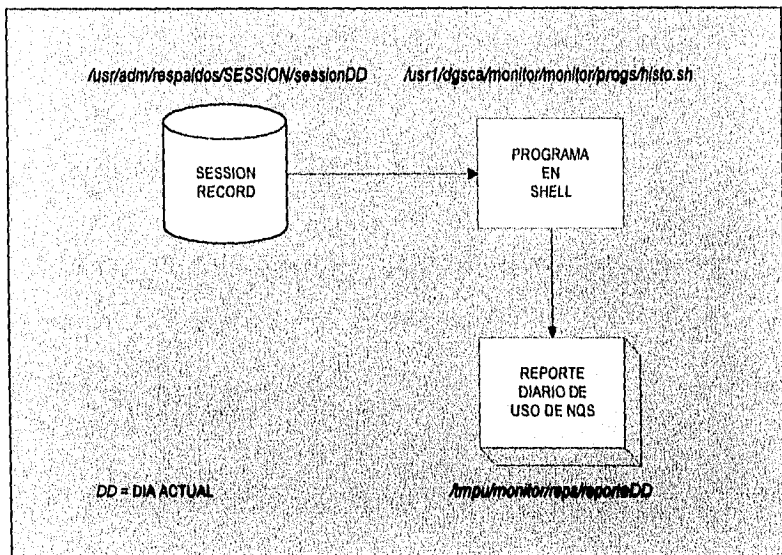 /usr/adm/respaldos/SESSION/sessionDD
/usr1/dgsca/monitor/monitor/progs/histo.sh
SESSION
RECORD
PROGRAMA
EN
SHELL
REPORTE
DIARIO DE
USO DE NQS
DD = DIA ACTUAL
/tmpu/monitor/reps/reporteDD